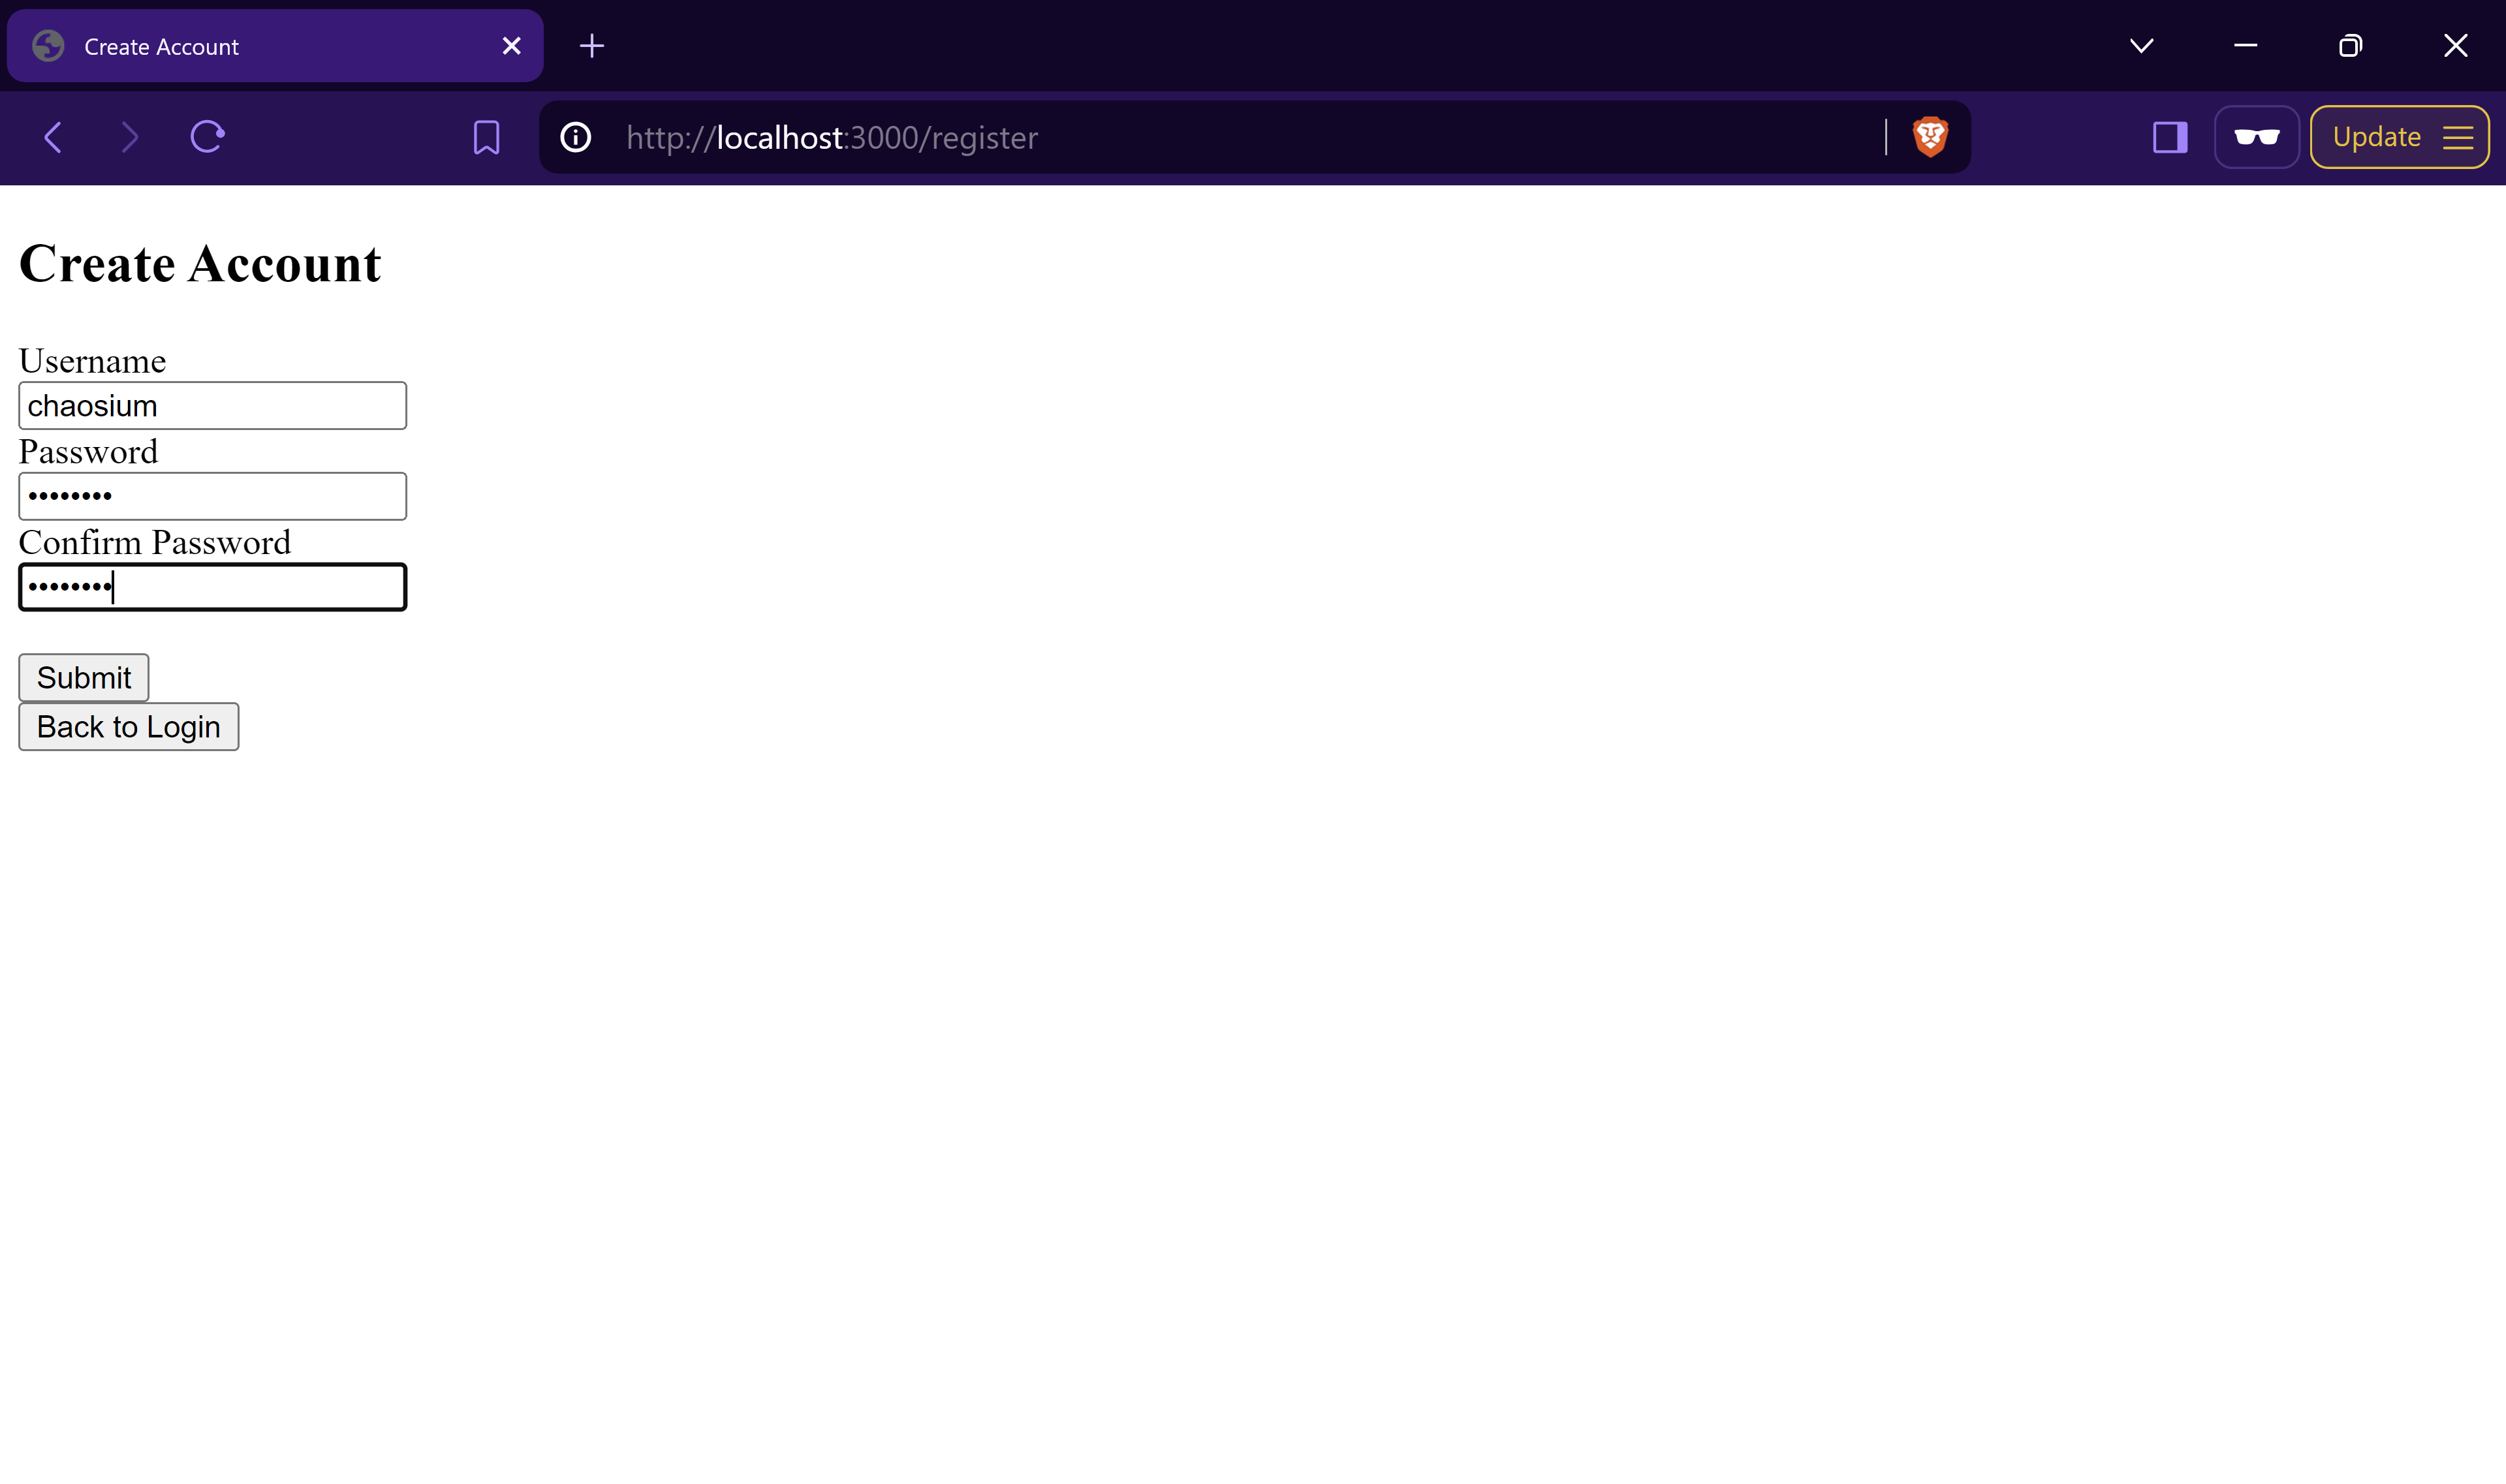 Create Account
http://localhost:3000/register
Update
Create Account
Username
chaosium
Password
••••••••
Confirm Password
••••••••
Submit
Back to Login